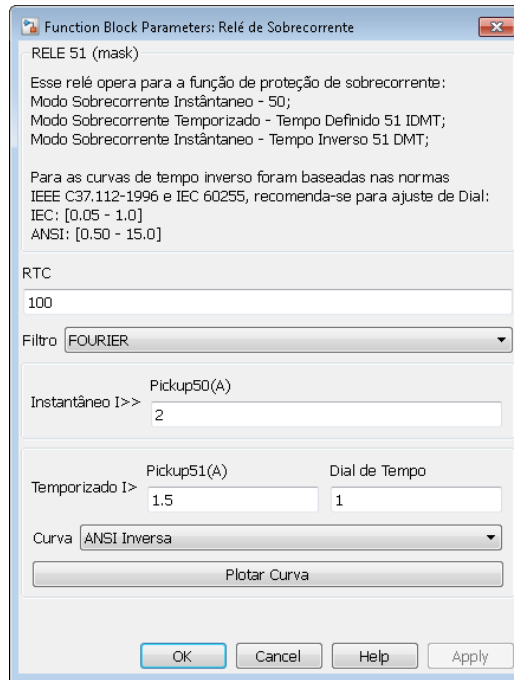 Function Block Parameters: Relé de Sobrecorrente
RELE 51 (mask)
Esse relé opera para a função de proteção de sobrecorrente:
Modo Sobrecorrente Instântaneo - 50;
Modo Sobrecorrente Temporizado - Tempo Definido 51 IDMT;
Modo Sobrecorrente Instântaneo - Tempo Inverso 51 DMT;
Para as curvas de tempo inverso foram baseadas nas normas
IEEE C37.112-1996 e IEC 60255, recomenda-se para ajuste de Dial:
IEC: [0.05 - 1.0]
ANSI: [0.50 - 15.0]
RTC
100
Filtro FOURIER
Pickup50(A)
Instantâneo I>>
2
Pickup51(A) Dial de Tempo
Temporizado I>
1.5 1
Curva ANSI Inversa
Plotar Curva
OK Cancel Help Apply